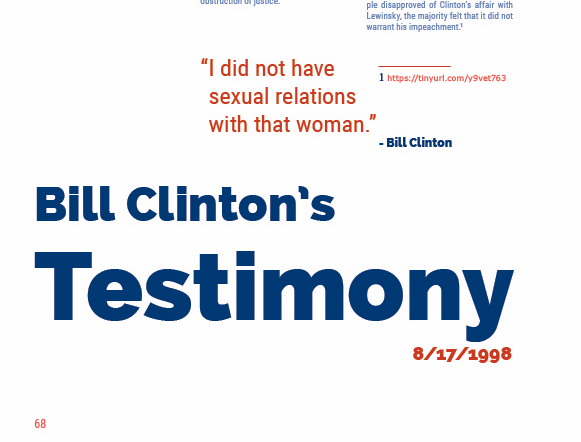 obstruction of justice.
ple disapproved of Clinton's affair with
Lewinsky, the majority felt that it did not
warrant his impeachment.¹
1 https://tinyurl.com/y9vet763
“I did not have
sexual relations
with that woman.”
- Bill Clinton
Bill Clinton's
Testimony
8/17/1998
68